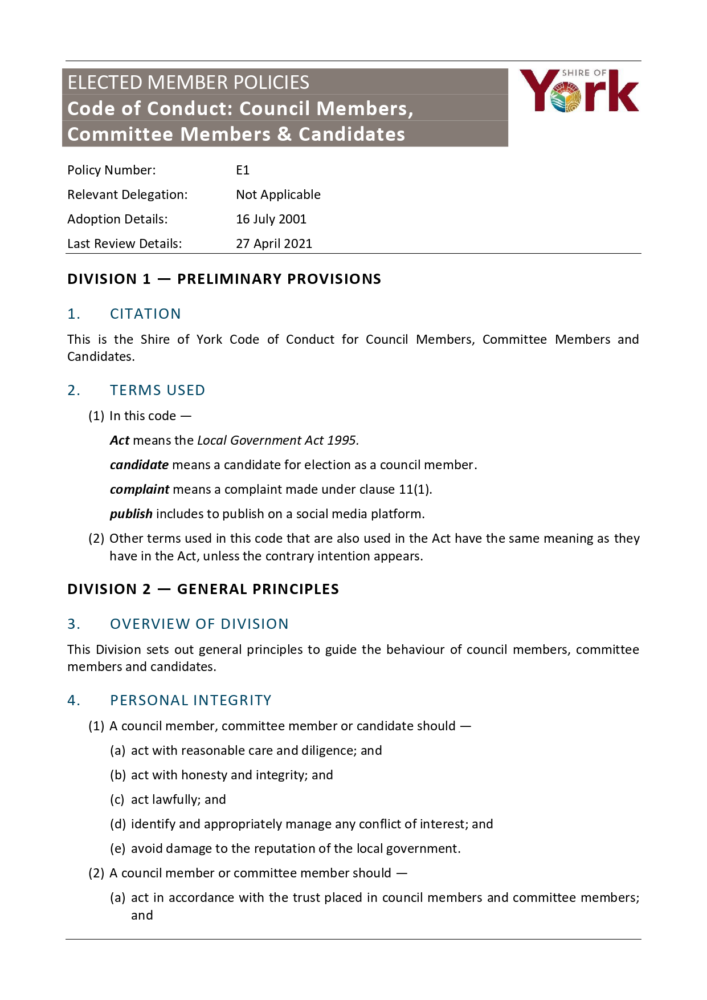 ELECTED MEMBER POLICIES
Code of Conduct: Council Members,
Committee Members & Candidates
SHIRE OF
York
Policy Number: E1
Relevant Delegation: Not Applicable
Adoption Details: 16 July 2001
Last Review Details: 27 April 2021
DIVISION 1 — PRELIMINARY PROVISIONS
1. CITATION
This is the Shire of York Code of Conduct for Council Members, Committee Members and
Candidates.
2. TERMS USED
(1) In this code —
Act means the Local Government Act 1995.
candidate means a candidate for election as a council member.
complaint means a complaint made under clause 11(1).
publish includes to publish on a social media platform.
(2) Other terms used in this code that are also used in the Act have the same meaning as they
have in the Act, unless the contrary intention appears.
DIVISION 2 — GENERAL PRINCIPLES
3. OVERVIEW OF DIVISION
This Division sets out general principles to guide the behaviour of council members, committee
members and candidates.
4. PERSONAL INTEGRITY
(1) A council member, committee member or candidate should —
(a) act with reasonable care and diligence; and
(b) act with honesty and integrity; and
(c) act lawfully; and
(d) identify and appropriately manage any conflict of interest; and
(e) avoid damage to the reputation of the local government.
(2) A council member or committee member should —
(a) act in accordance with the trust placed in council members and committee members;
and